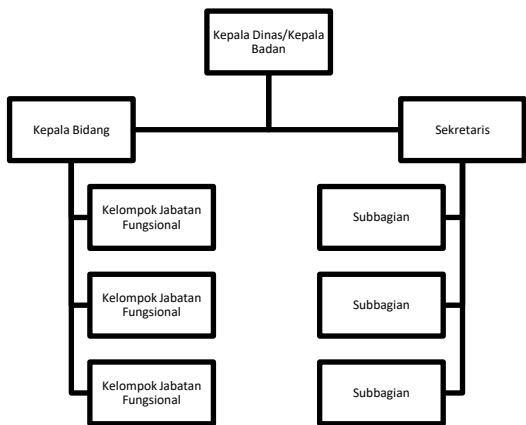 Kepala Dinas/Kepala
Badan
Kepala Bidang
Sekretaris
Kelompok Jabatan
Fungsional
Subbagian
Kelompok Jabatan
Fungsional
Subbagian
Kelompok Jabatan
Fungsional
Subbagian